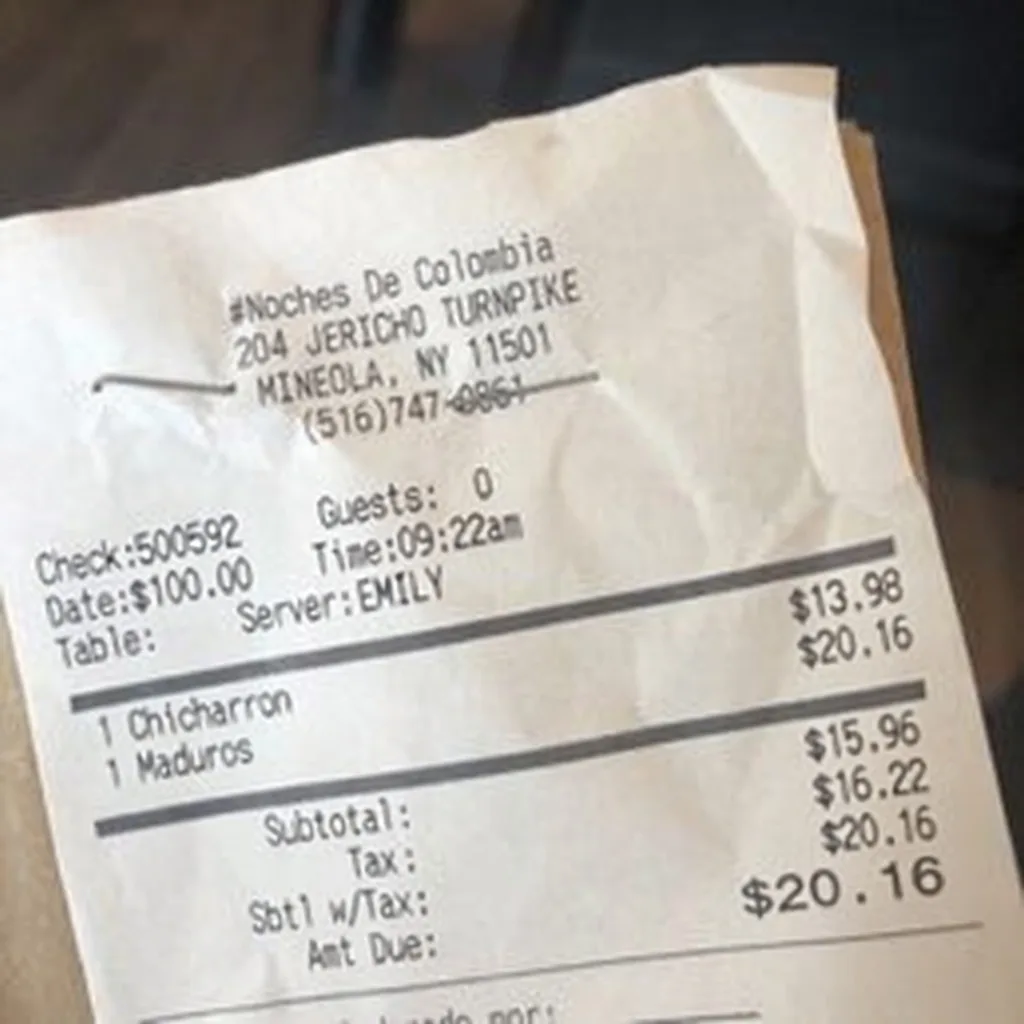 #Noches De Colombia
204 JERICHO TURNPIKE
MINEOLA, NY 11501
(516)747-0861
Check:500592 Guests: 0
Date:$100.00 Time:09:22am
Table: Server:EMILY
1 Chicharron $13.98
1 Maduros $20.16
Subtotal: $15.96
Tax: $16.22
Sbtl w/Tax: $20.16
Amt Due: $20.16
por: